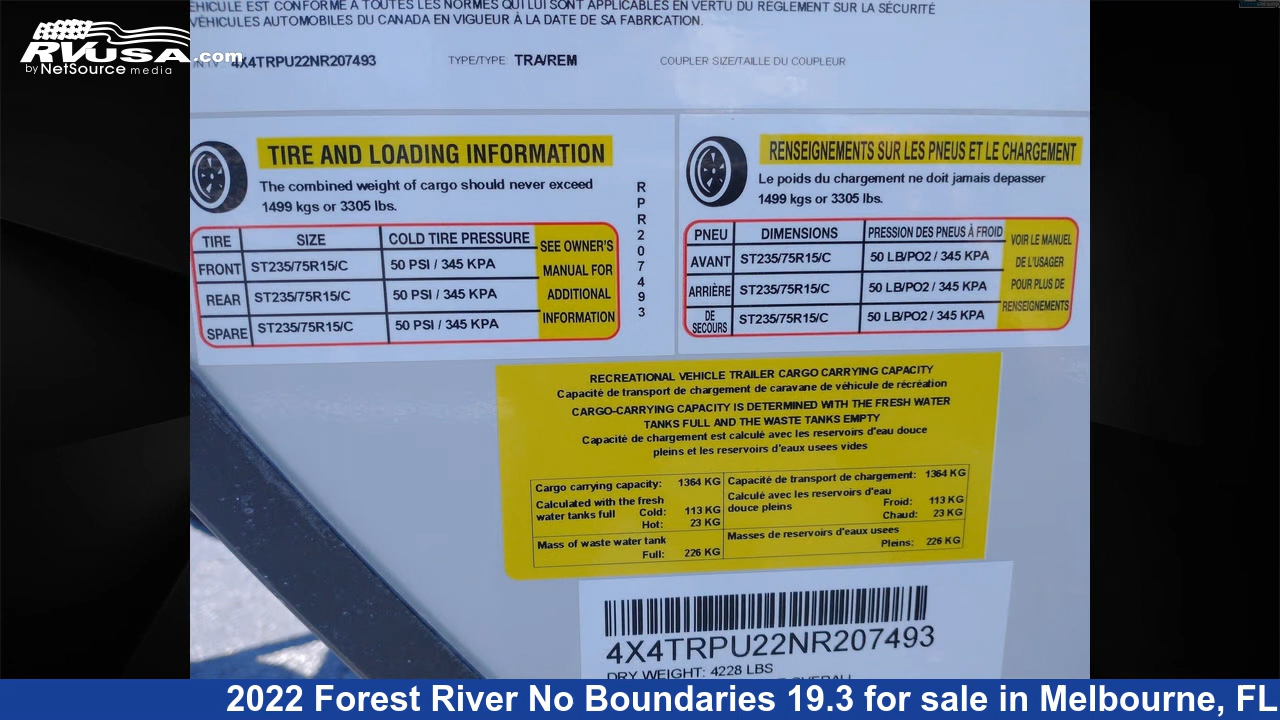 ÉHICULE EST CONFORME À TOUTES LES NORMES QUI LUI SONT APPLICABLES EN VERTU DU RÈGLEMENT SUR LA SÉCURITÉ
VÉHICULES AUTOMOBILES DU CANADA EN VIGUEUR À LA DATE DE SA FABRICATION.
RVUSA.com
by NetSource media
4X4TRPU22NR207493
TYPE/TYPE: TRA/REM
COUPLER SIZE/TAILLE DU COUPLEUR
TIRE AND LOADING INFORMATION
The combined weight of cargo should never exceed
1499 kgs or 3305 lbs.
TIRE SIZE COLD TIRE PRESSURE
FRONT ST235/75R15/C 50 PSI / 345 KPA
REAR ST235/75R15/C 50 PSI / 345 KPA
SPARE ST235/75R15/C 50 PSI / 345 KPA
SEE OWNER'S
MANUAL FOR
ADDITIONAL
INFORMATION
RPR207493
RENSEIGNEMENTS SUR LES PNEUS ET LE CHARGEMENT
Le poids du chargement ne doit jamais depasser
1499 kgs or 3305 lbs.
PNEU DIMENSIONS PRESSION DES PNEUS À FROID
AVANT ST235/75R15/C 50 LB/PO2 / 345 KPA
ARRIÈRE ST235/75R15/C 50 LB/PO2 / 345 KPA
DE SECOURS ST235/75R15/C 50 LB/PO2 / 345 KPA
VOIR LE MANUEL
DE L'USAGER
POUR PLUS DE
RENSEIGNEMENTS
RECREATIONAL VEHICLE TRAILER CARGO CARRYING CAPACITY
Capacité de transport de chargement de caravane de véhicule de récréation
CARGO-CARRYING CAPACITY IS DETERMINED WITH THE FRESH WATER
TANKS FULL AND THE WASTE TANKS EMPTY
Capacité de chargement est calculé avec les reservoirs d'eau douce
pleins et les reservoirs d'eaux usees vides
Cargo carrying capacity: 1364 KG
Calculated with the fresh
water tanks full Cold: 113 KG
Hot: 23 KG
Mass of waste water tank
Full: 226 KG
Capacité de transport de chargement: 1364 KG
Calculé avec les reservoirs d'eau
douce pleins Froid: 113 KG
Chaud: 23 KG
Masses de reservoirs d'eaux usees
Pleins: 226 KG
4X4TRPU22NR207493
DRY WEIGHT: 4228 LBS
OVERALL
2022 Forest River No Boundaries 19.3 for sale in Melbourne, FL